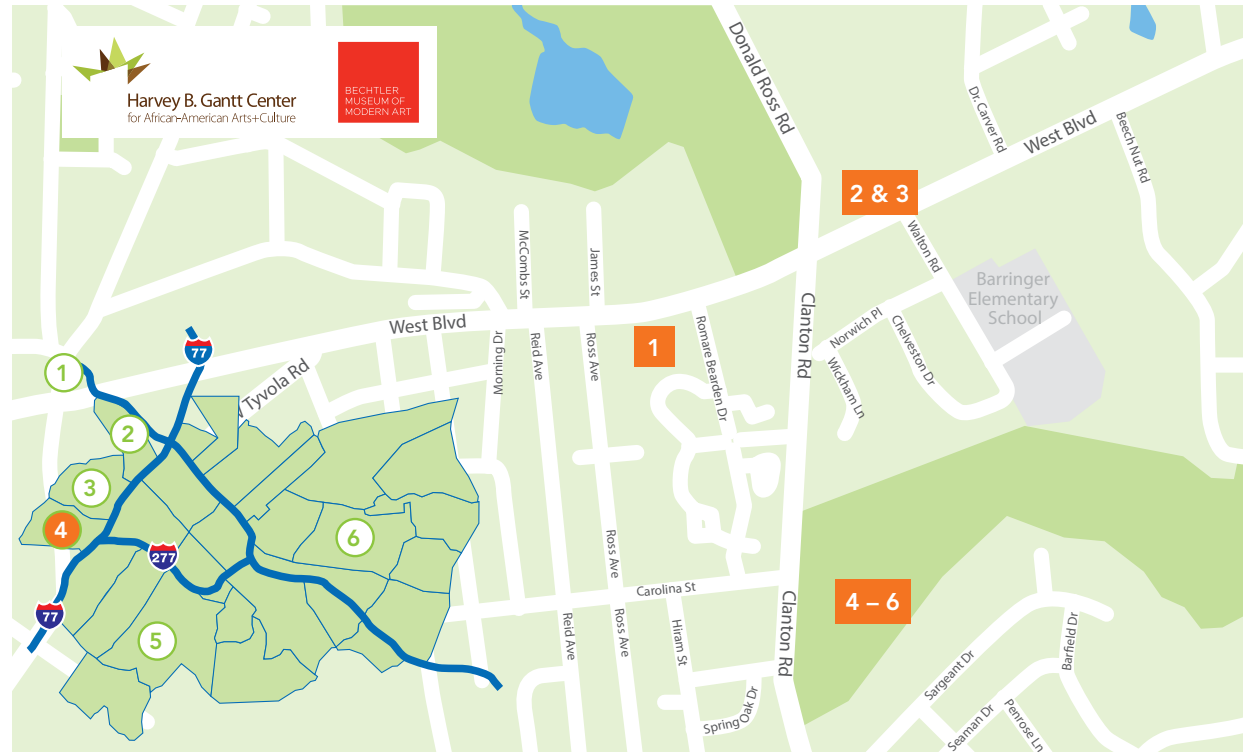 Harvey B. Gantt Center
for African-American Arts+Culture
BECHTLER
MUSEUM OF
MODERN ART
Donald Ross Rd
Dr. Carver Rd
West Blvd
Beech Nut Rd
2 & 3
Walton Rd
McCombs St
James St
Barringer
Elementary
School
West Blvd
Clanton Rd
Norwich Pl
Chelveston Dr
Wickham Ln
1
Romare Bearden Dr
Morning Dr
Reid Ave
Ross Ave
Tyvola Rd
77
1
2
3
4
277
6
77
5
Ross Ave
Carolina St
Clanton Rd
4 – 6
Reid Ave
Ross Ave
Hiram St
Spring Oak Dr
Sargeant Dr
Barfield Dr
Seaman Dr
Penrose Ln